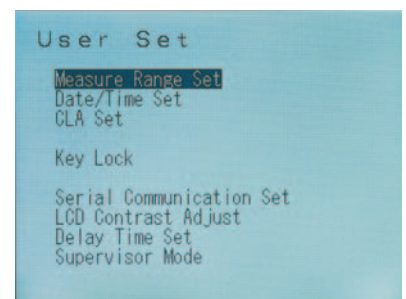 User Set
Measure Range Set
Date/Time Set
CLA Set
Key Lock
Serial Communication Set
LCD Contrast Adjust
Delay Time Set
Supervisor Mode